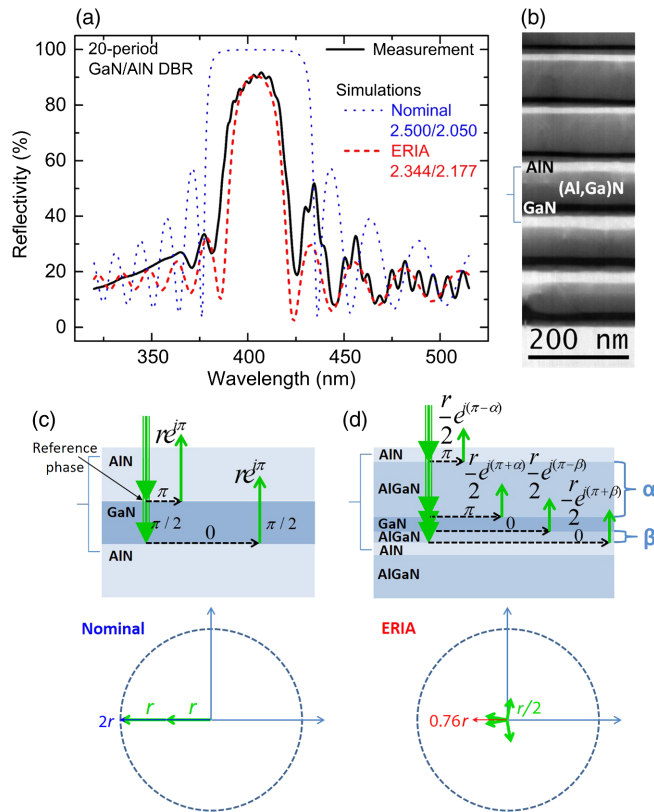 (a)
20-period
GaN/AlN DBR
Measurement
Simulations
Nominal
2.500/2.050
ERIA
2.344/2.177
100
80
60
40
20
0
Reflectivity (%)
350
375
400
425
450
475
500
Wavelength (nm)
(b)
AlN
(Al,Ga)N
GaN
200 nm
(c)
Reference
phase
AlN
GaN
AlN
re^{jπ}
re^{jπ}
π
π/2
0
π/2
Nominal
2r
r
r
(d)
r/2 e^{j(π−α)}
AlN
π
r/2 e^{j(π+α)}
r/2 e^{j(π−β)}
AlGaN
r/2 e^{j(π+β)}
α
π
GaN
0
AlGaN
β
0
AlN
AlGaN
ERIA
r/2
0.76r